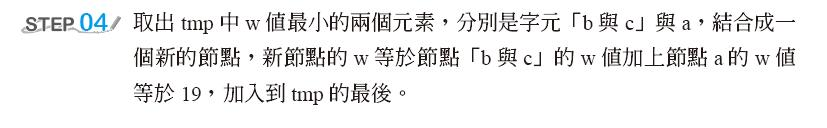 STEP 04 取出 tmp 中 w 值最小的兩個元素，分別是字元「b 與 c」與 a，結合成一
個新的節點，新節點的 w 等於節點「b 與 c」的 w 值加上節點 a 的 w 值
等於 19，加入到 tmp 的最後。